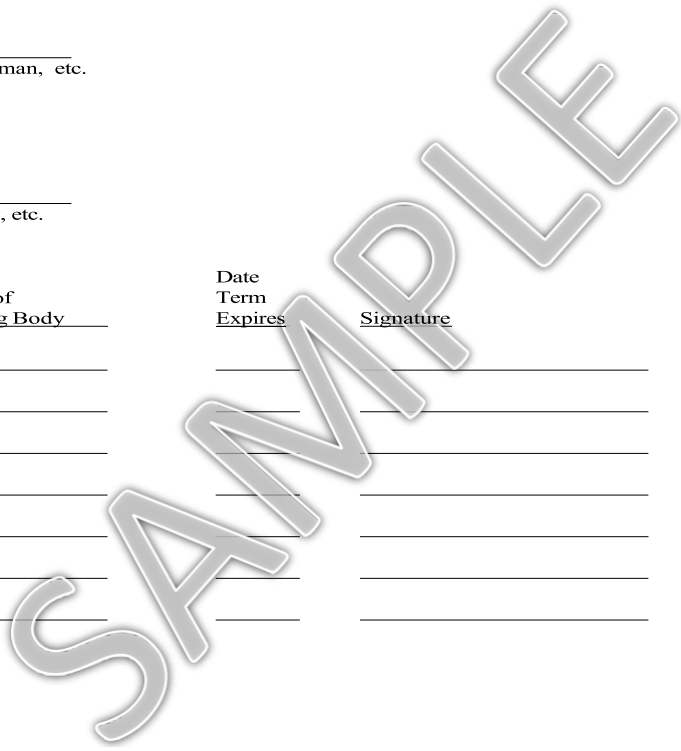 man, etc.
, etc.
Date
of Term
g Body Expires Signature
SAMPLE